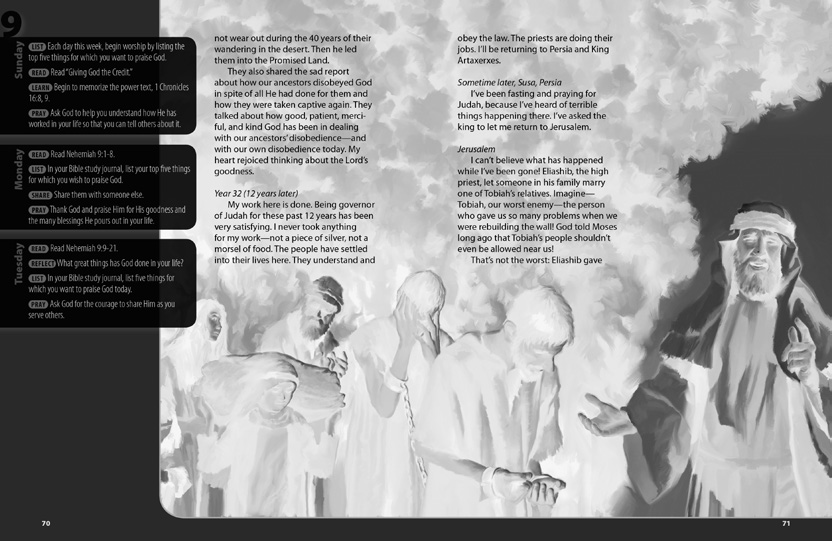 9
Sunday
LIST Each day this week, begin worship by listing the
top five things for which you want to praise God.
READ Read "Giving God the Credit."
LEARN Begin to memorize the power text, 1 Chronicles
16:8, 9.
PRAY Ask God to help you understand how He has
worked in your life so that you can tell others about it.
Monday
READ Read Nehemiah 9:1-8.
LIST In your Bible study journal, list your top five things
for which you wish to praise God.
SHARE Share them with someone else.
PRAY Thank God and praise Him for His goodness and
the many blessings He pours out in your life.
Tuesday
READ Read Nehemiah 9:9-21.
REFLECT What great things has God done in your life?
LIST In your Bible study journal, list five things for
which you want to praise God today.
PRAY Ask God for the courage to share Him as you
serve others.
70
not wear out during the 40 years of their
wandering in the desert. Then he led
them into the Promised Land.
They also shared the sad report
about how our ancestors disobeyed God
in spite of all He had done for them and
how they were taken captive again. They
talked about how good, patient, merci-
ful, and kind God has been in dealing
with our ancestors' disobedience—and
with our own disobedience today. My
heart rejoiced thinking about the Lord's
goodness.
Year 32 (12 years later)
My work here is done. Being governor
of Judah for these past 12 years has been
very satisfying. I never took anything
for my work—not a piece of silver, not a
morsel of food. The people have settled
into their lives here. They understand and
obey the law. The priests are doing their
jobs. I'll be returning to Persia and King
Artaxerxes.
Sometime later, Susa, Persia
I've been fasting and praying for
Judah, because I've heard of terrible
things happening there. I've asked the
king to let me return to Jerusalem.
Jerusalem
I can't believe what has happened
while I've been gone! Eliashib, the high
priest, let someone in his family marry
one of Tobiah's relatives. Imagine—
Tobiah, our worst enemy—the person
who gave us so many problems when we
were rebuilding the wall! God told Moses
long ago that Tobiah's people shouldn't
even be allowed near us!
That's not the worst: Eliashib gave
71